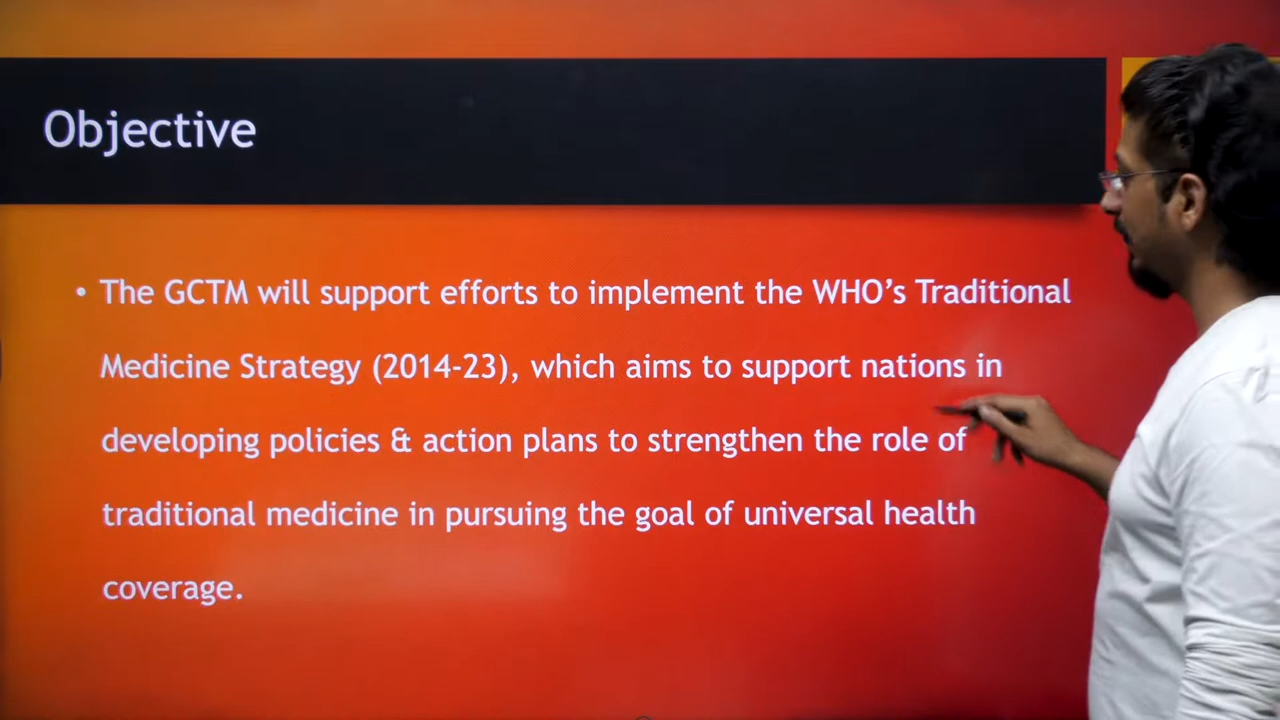 Objective
• The GCTM will support efforts to implement the WHO’s Traditional
Medicine Strategy (2014-23), which aims to support nations in
developing policies & action plans to strengthen the role of
traditional medicine in pursuing the goal of universal health
coverage.